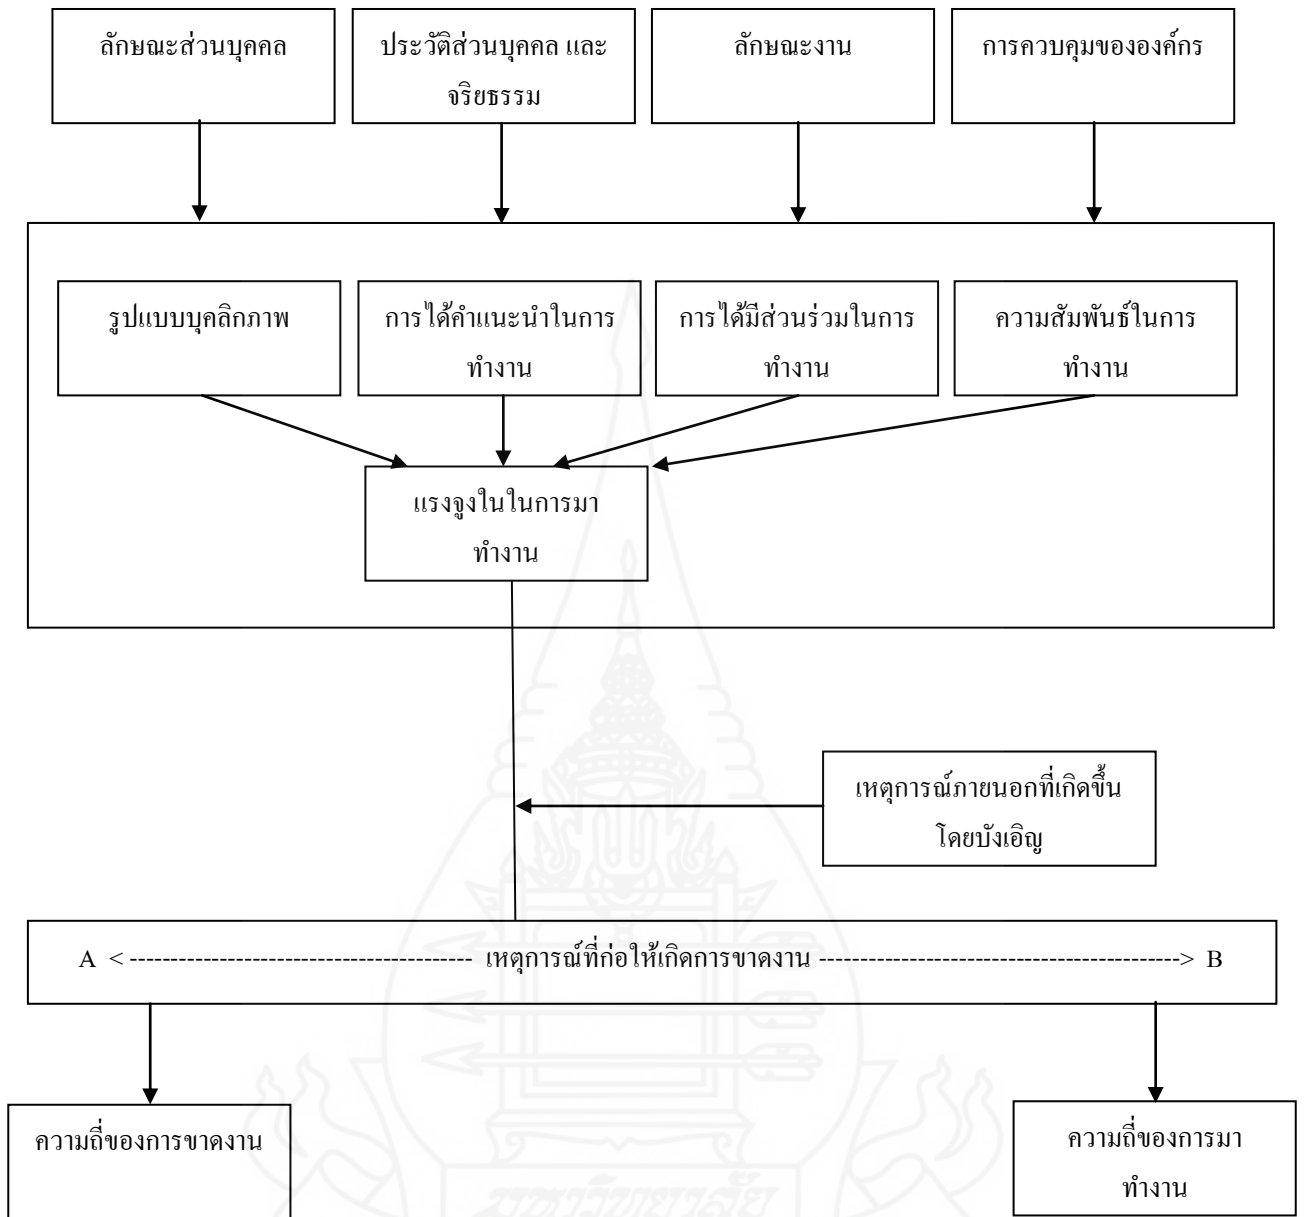 ลักษณะส่วนบุคคล
ประวัติส่วนบุคคล และ
จริยธรรม
ลักษณะงาน
การควบคุมขององค์กร
รูปแบบบุคลิกภาพ
การได้คำแนะนำในการ
ทำงาน
การได้มีส่วนร่วมในการ
ทำงาน
ความสัมพันธ์ในการ
ทำงาน
แรงจูงในในการมา
ทำงาน
เหตุการณ์ภายนอกที่เกิดขึ้น
โดยบังเอิญ
A < ------------------------------------------ เหตุการณ์ที่ก่อให้เกิดการขาดงาน --------------------------------------------> B
ความถี่ของการขาดงาน
ความถี่ของการมา
ทำงาน
มหาวิทยาลัย